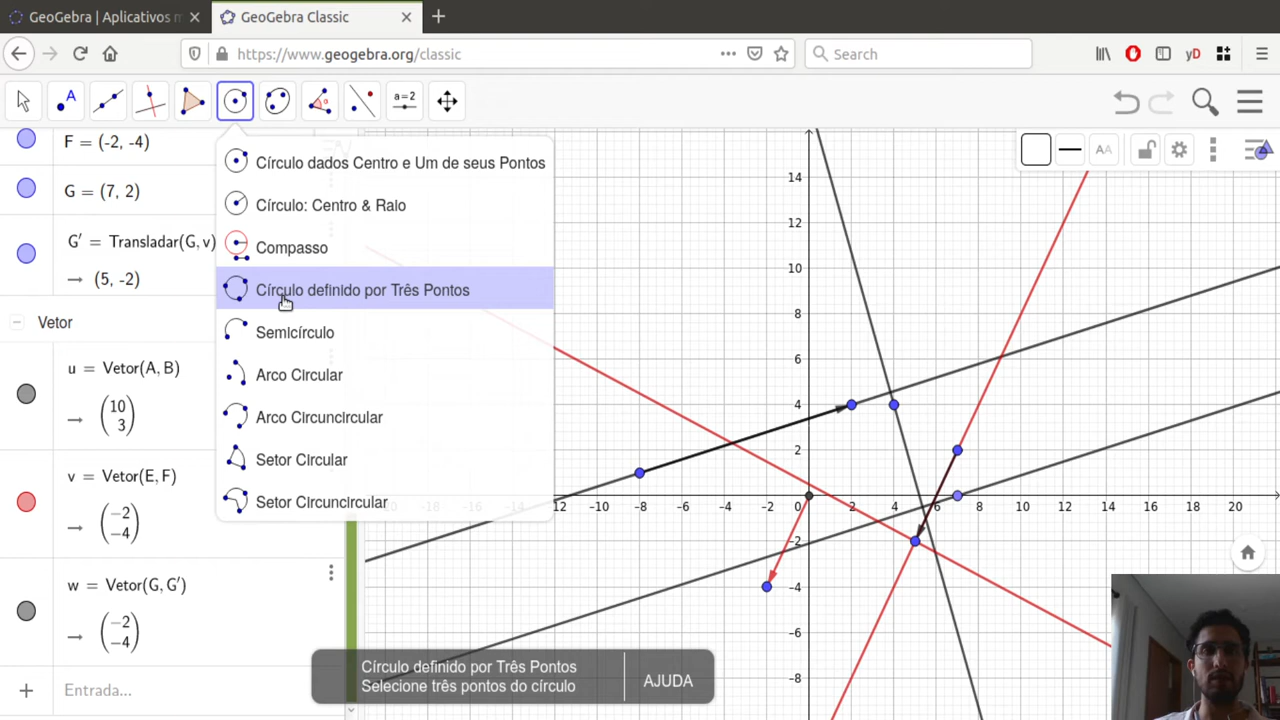 GeoGebra | Aplicativos m
GeoGebra Classic
https://www.geogebra.org/classic
Search
yD
A
α
a=2
F = (-2, -4)
G = (7, 2)
G′ = Transladar(G, v)
→ (5, -2)
Vetor
u = Vetor(A, B)
→ (10
3)
v = Vetor(E, F)
→ (−2
−4)
w = Vetor(G, G′)
→ (−2
−4)
Entrada...
Círculo dados Centro e Um de seus Pontos
Círculo: Centro & Raio
Compasso
Círculo definido por Três Pontos
Semicírculo
Arco Circular
Arco Circuncircular
Setor Circular
Setor Circuncircular
AA
14
12
10
8
6
4
2
0
-2
-4
-6
-8
-12 -10 -8 -6 -4 -2 0 2 4 6 8 10 12 14 16 18 20
Círculo definido por Três Pontos
Selecione três pontos do círculo
AJUDA